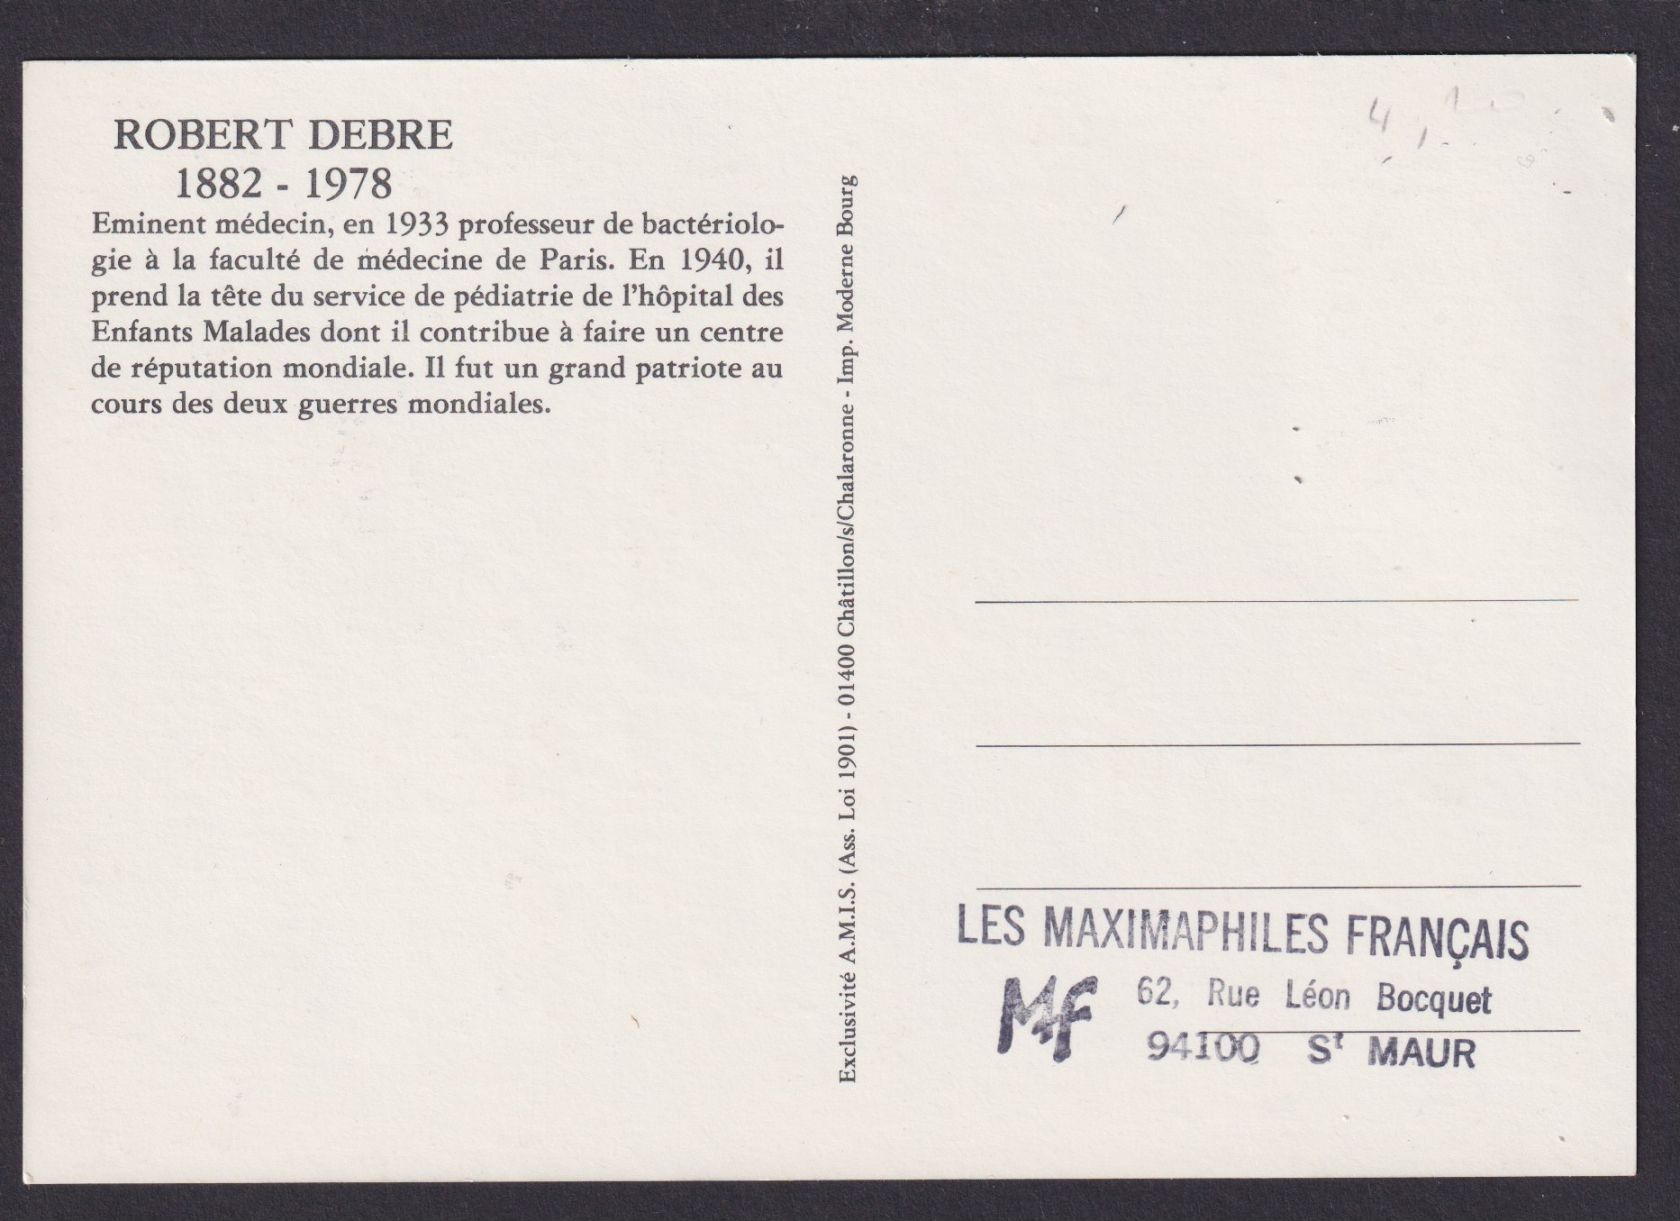 ROBERT DEBRE
1882 - 1978
Eminent médecin, en 1933 professeur de bactériolo-
gie à la faculté de médecine de Paris. En 1940, il
prend la tête du service de pédiatrie de l'hôpital des
Enfants Malades dont il contribue à faire un centre
de réputation mondiale. Il fut un grand patriote au
cours des deux guerres mondiales.
Exclusivité A.M.I.S. (Ass. Loi 1901) - 01400 Châtillon/s/Chalaronne - Imp. Moderne Bourg
LES MAXIMAPHILES FRANÇAIS
MF
62, Rue Léon Bocquet
94100 St MAUR